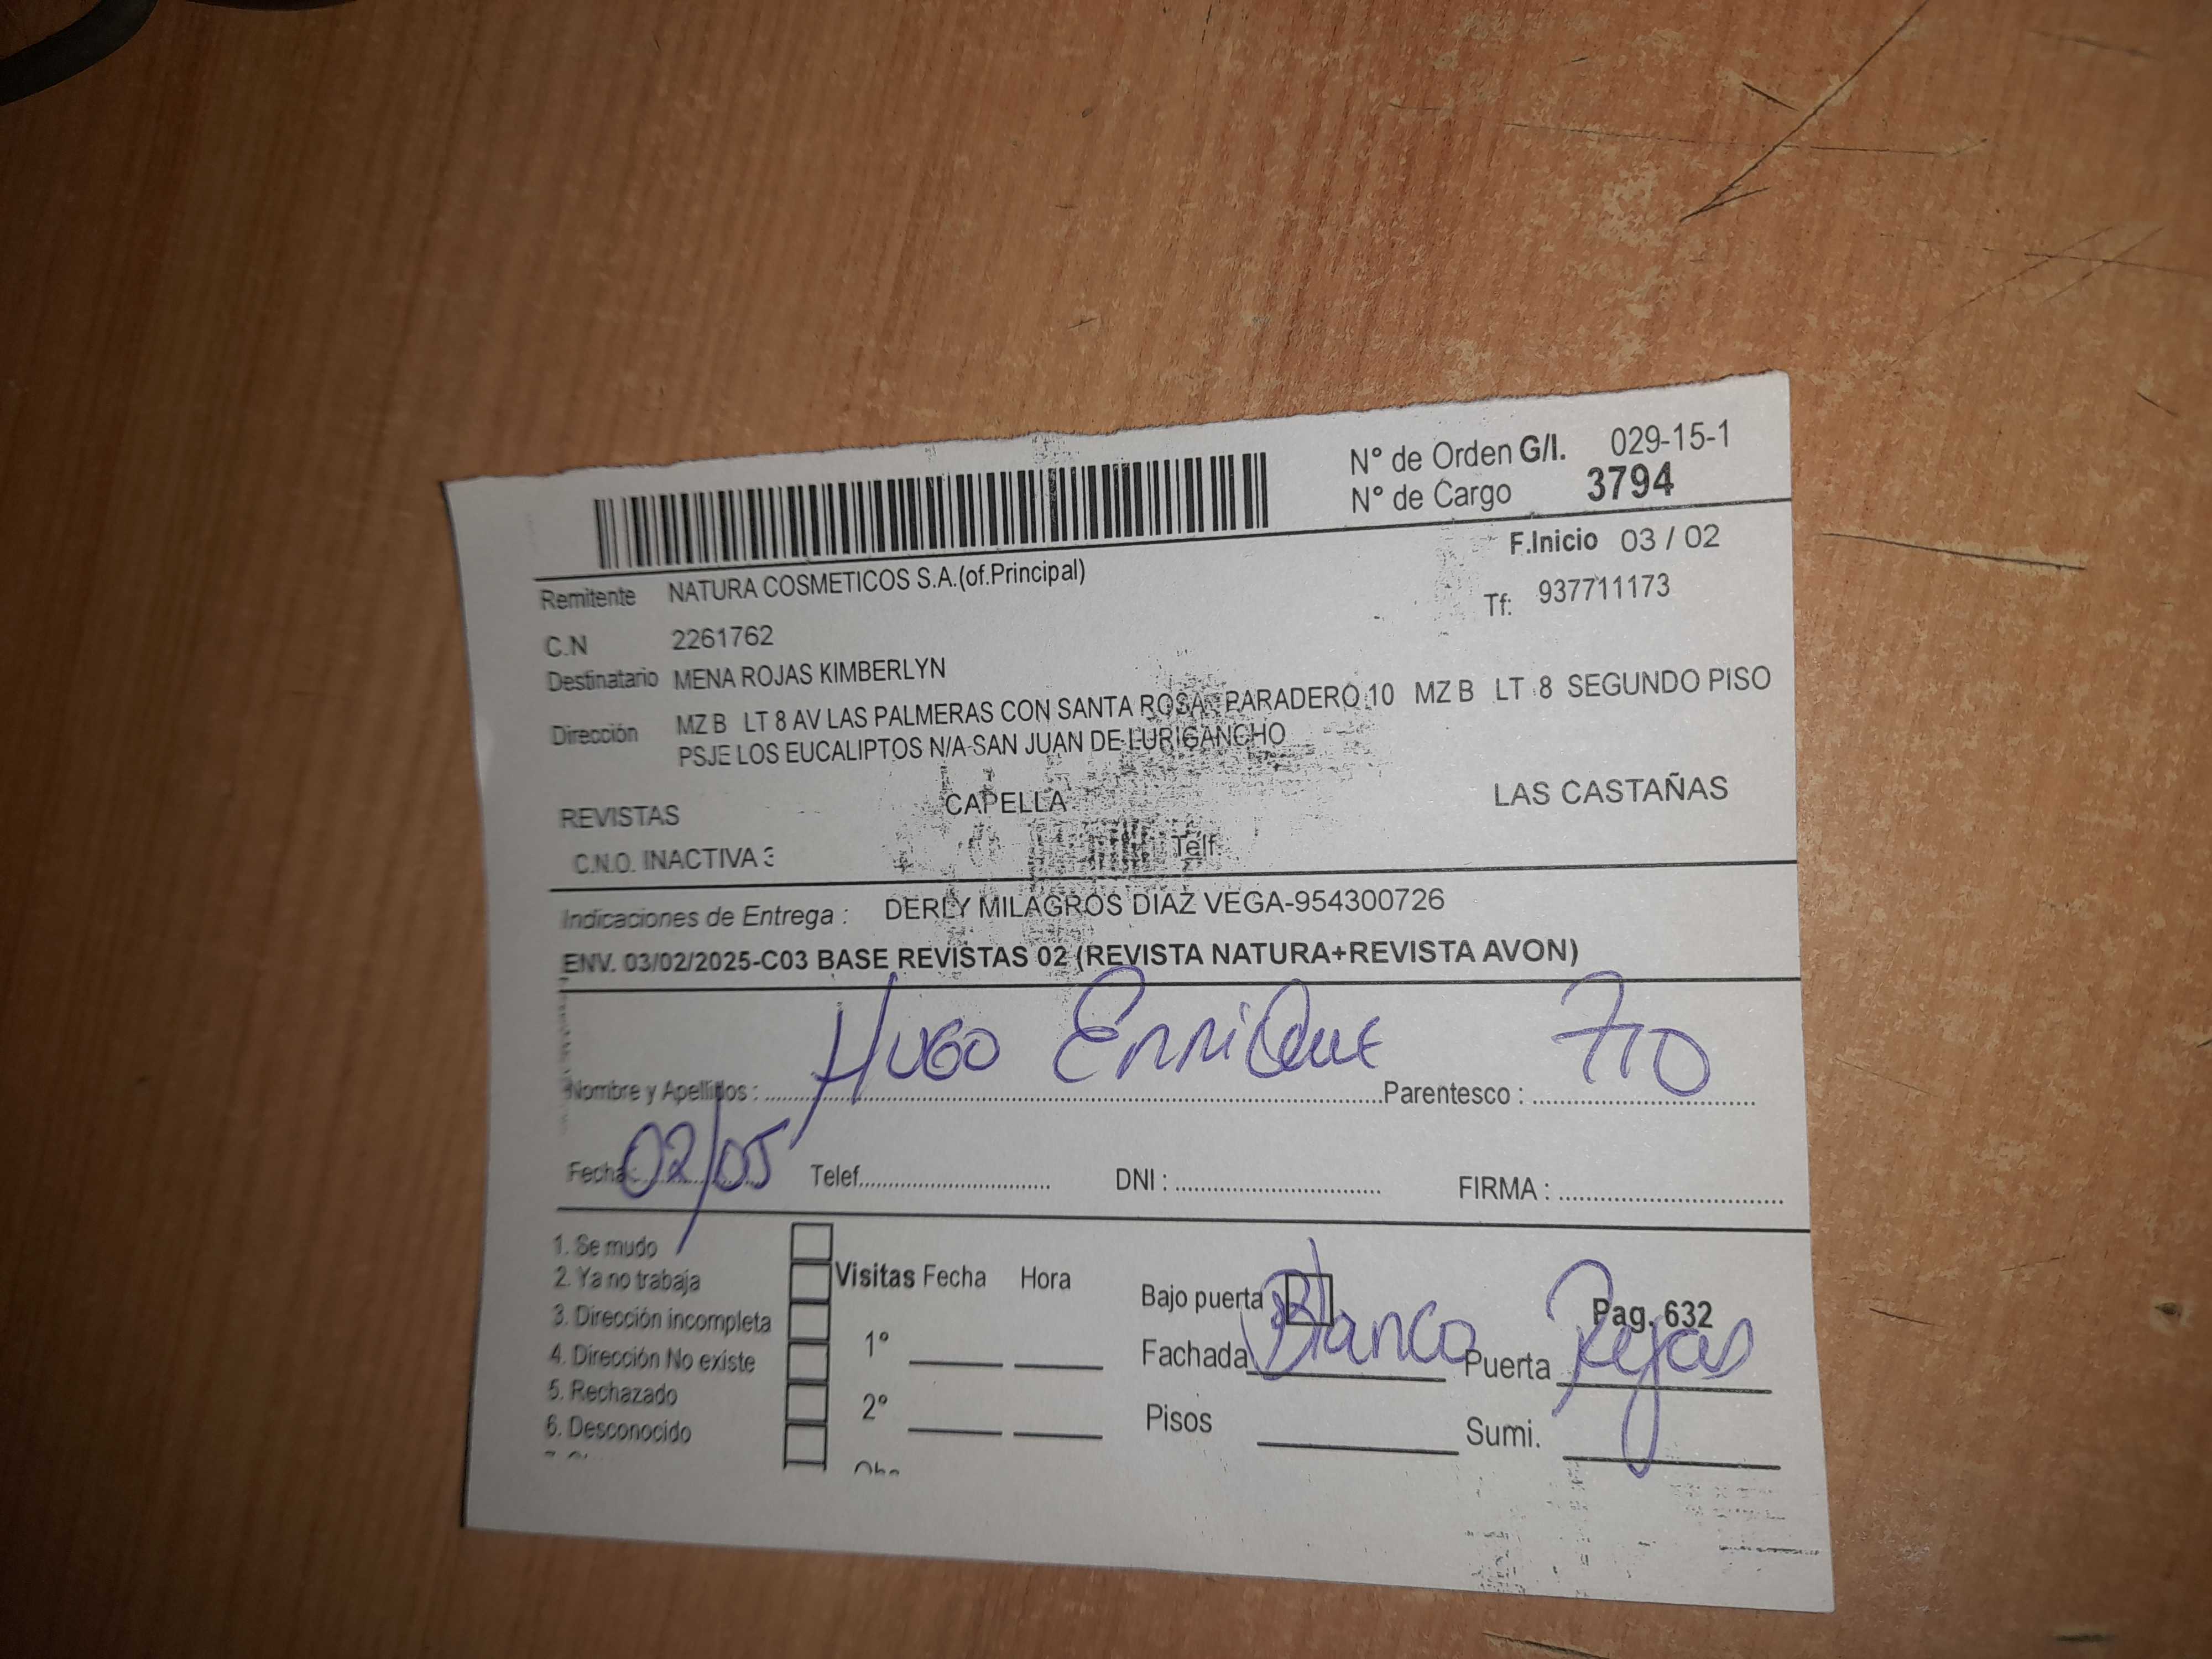 N° de Orden G/I. 029-15-1
N° de Cargo 3794
F.Inicio 03 / 02
Remitente NATURA COSMETICOS S.A.(of.Principal)
Tf: 937711173
C.N 2261762
Destinatario MENA ROJAS KIMBERLYN
Dirección MZ B LT 8 AV LAS PALMERAS CON SANTA ROSA PARADERO 10 MZ B LT 8 SEGUNDO PISO
PSJE LOS EUCALIPTOS N/A-SAN JUAN DE LURIGANCHO
REVISTAS CAPELLA LAS CASTAÑAS
C.N.O. INACTIVA 3 Telf.
Indicaciones de Entrega : DERLY MILAGROS DIAZ VEGA-954300726
ENV. 03/02/2025-C03 BASE REVISTAS 02 (REVISTA NATURA+REVISTA AVON)
Nombre y Apellidos : Hugo Enrique Parentesco : TIO
Fecha: 02/05 Telef. DNI : FIRMA :
1. Se mudo
2. Ya no trabaja
3. Dirección incompleta
4. Dirección No existe
5. Rechazado
6. Desconocido
Visitas Fecha Hora
1°
2°
Bajo puerta Pag. 632
Fachada Blanco Puerta Rejas
Pisos Sumi.